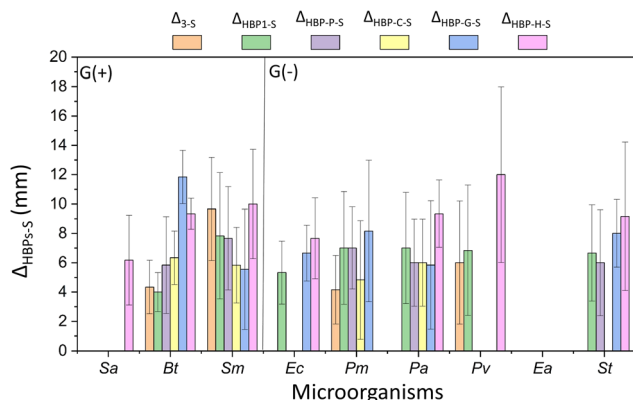 Δ3-S ΔHBP1-S ΔHBP-P-S ΔHBP-C-S ΔHBP-G-S ΔHBP-H-S
G(+) G(-)
20
18
16
14
12
10
8
6
4
2
0
ΔHBPs-S (mm)
Sa Bt Sm Ec Pm Pa Pv Ea St
Microorganisms